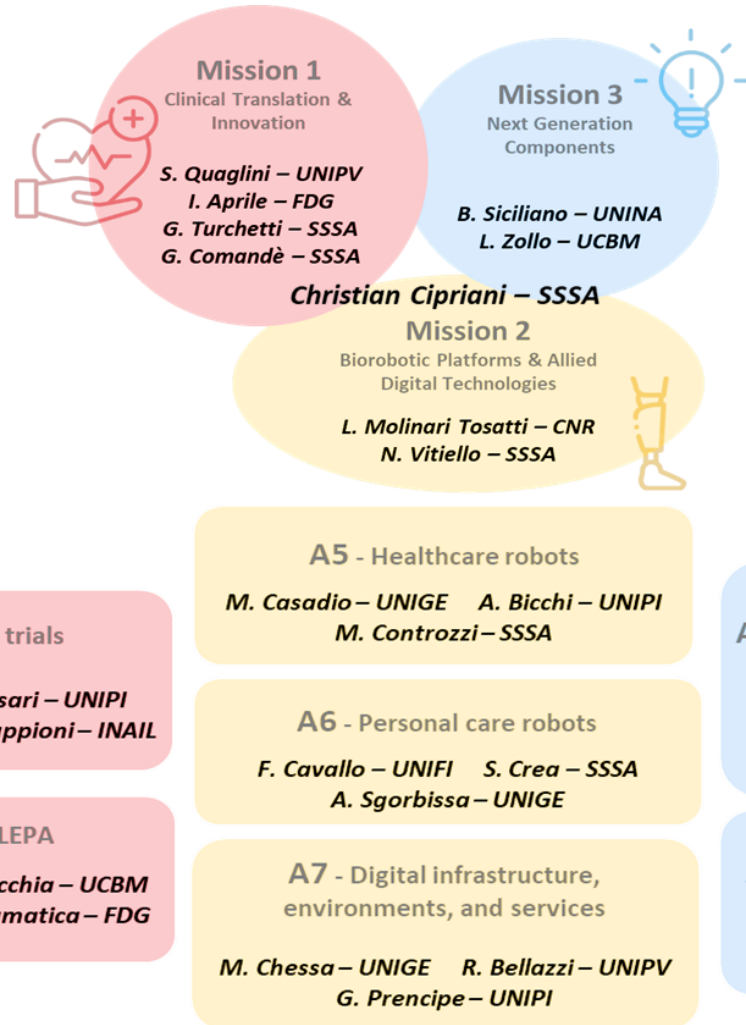 Mission 1
Clinical Translation &
Innovation
S. Quaglini – UNIPV
I. Aprile – FDG
G. Turchetti – SSSA
G. Comandè – SSSA
Mission 3
Next Generation
Components
B. Siciliano – UNINA
L. Zollo – UCBM
Christian Cipriani – SSSA
Mission 2
Biorobotic Platforms & Allied
Digital Technologies
L. Molinari Tosatti – CNR
N. Vitiello – SSSA
trials
– UNIPI
– INAIL
LEPA
– UCBM
– FDG
A5 - Healthcare robots
M. Casadio – UNIGE A. Bicchi – UNIPI
M. Controzzi – SSSA
A6 - Personal care robots
F. Cavallo – UNIFI S. Crea – SSSA
A. Sgorbissa – UNIGE
A7 - Digital infrastructure,
environments, and services
M. Chessa – UNIGE R. Bellazzi – UNIPV
G. Prencipe – UNIPI